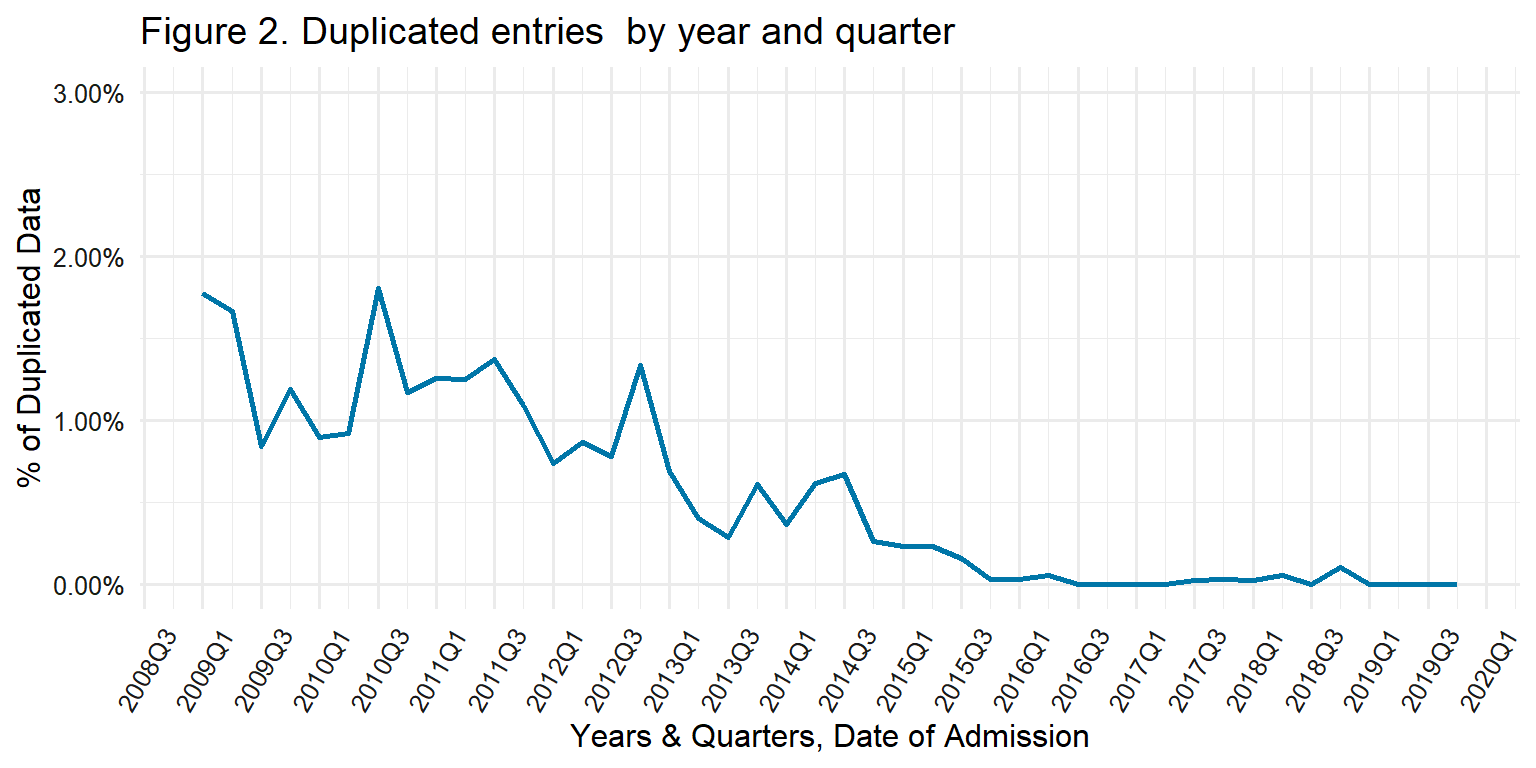 Figure 2. Duplicated entries  by year and quarter
% of Duplicated Data
3.00%
2.00%
1.00%
0.00%
2008Q3
2009Q1
2009Q3
2010Q1
2010Q3
2011Q1
2011Q3
2012Q1
2012Q3
2013Q1
2013Q3
2014Q1
2014Q3
2015Q1
2015Q3
2016Q1
2016Q3
2017Q1
2017Q3
2018Q1
2018Q3
2019Q1
2019Q3
2020Q1
Years & Quarters, Date of Admission